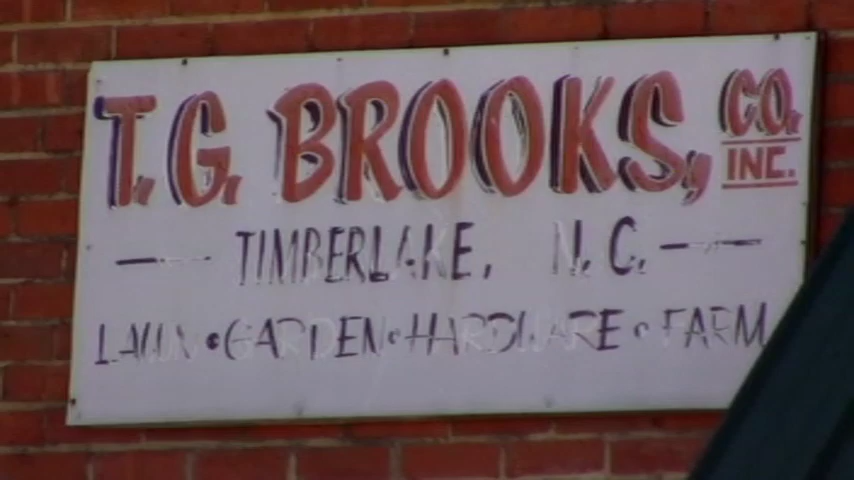 T.G. BROOKS, CO. INC.
TIMBERLAKE, N.C.
LAWN • GARDEN • HARDWARE • FARM